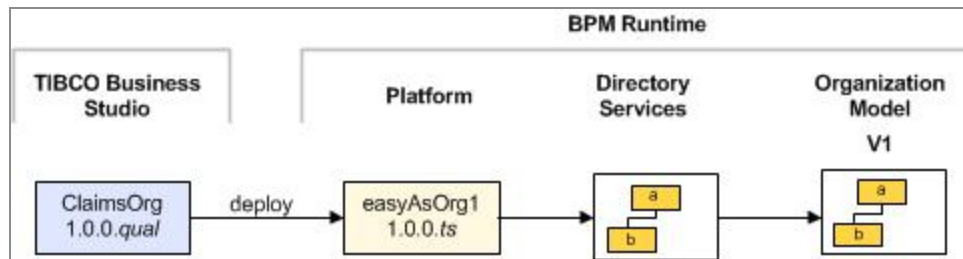 BPM Runtime
TIBCO Business
Studio
Platform
Directory
Services
Organization
Model
V1
ClaimsOrg
1.0.0.qual
deploy
easyAsOrg1
1.0.0.ts
a
b
a
b